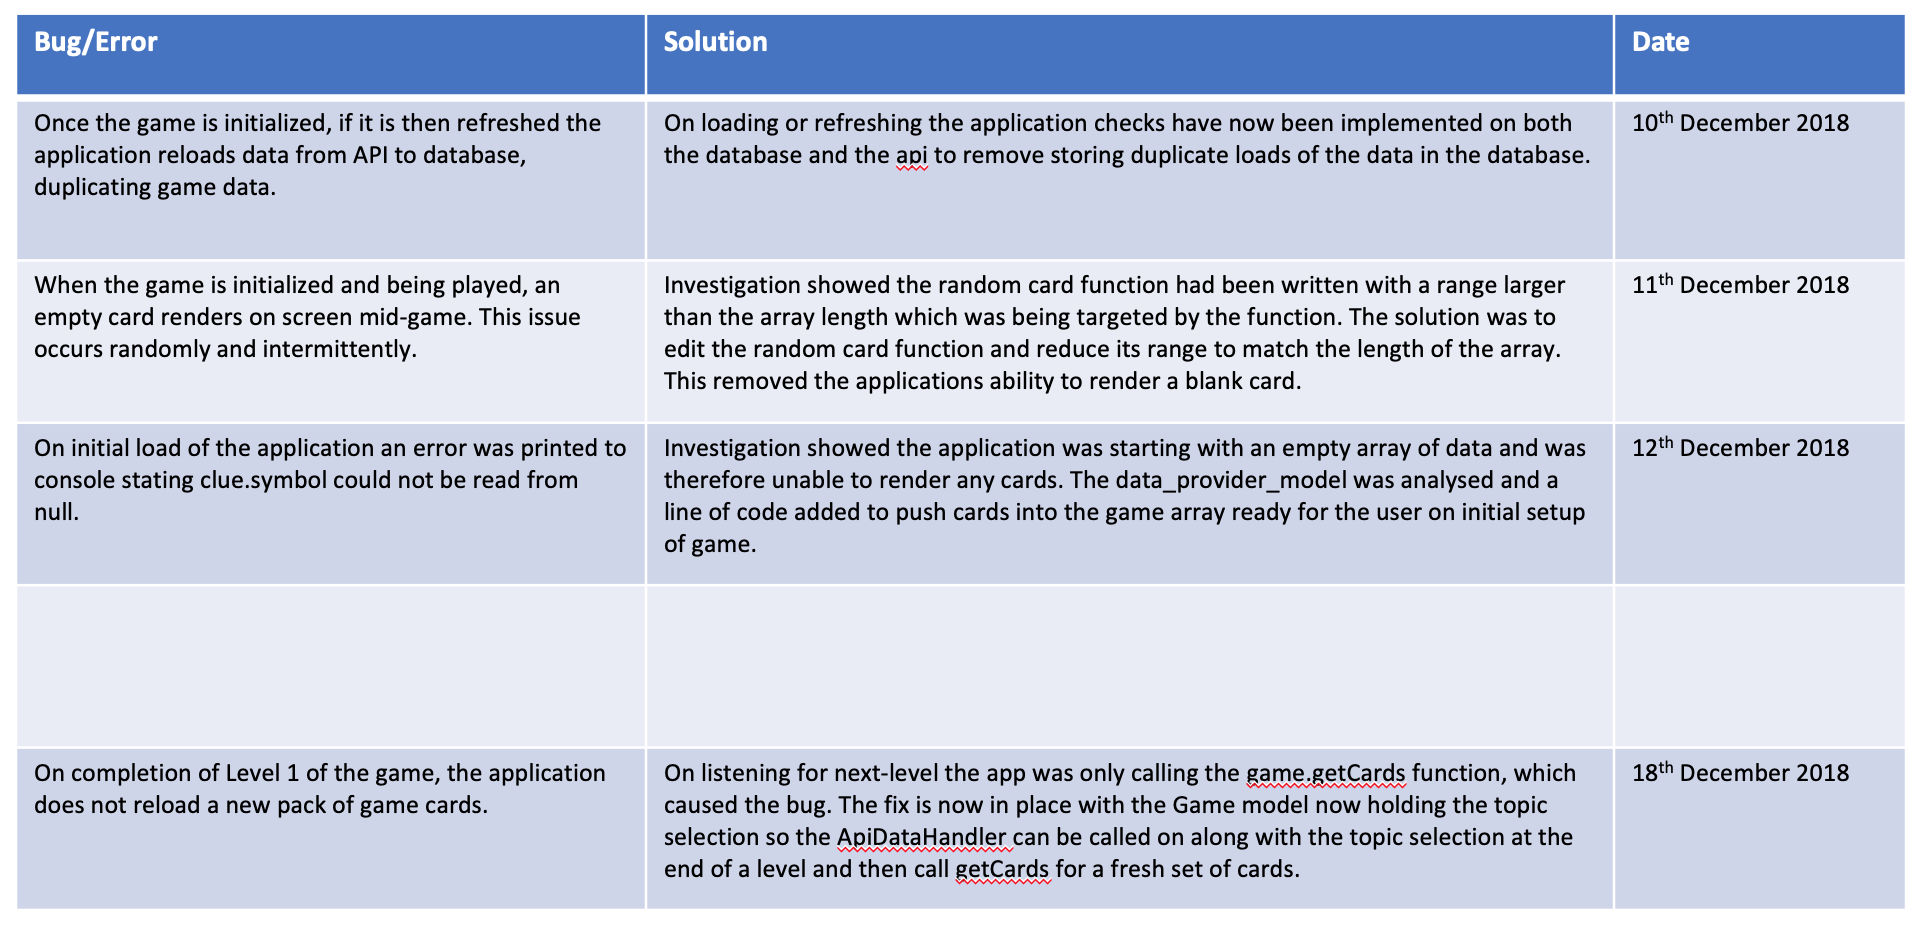 Bug/Error
Solution
Date
Once the game is initialized, if it is then refreshed the
application reloads data from API to database,
duplicating game data.
On loading or refreshing the application checks have now been implemented on both
the database and the api to remove storing duplicate loads of the data in the database.
10th December 2018
When the game is initialized and being played, an
empty card renders on screen mid-game. This issue
occurs randomly and intermittently.
Investigation showed the random card function had been written with a range larger
than the array length which was being targeted by the function. The solution was to
edit the random card function and reduce its range to match the length of the array.
This removed the applications ability to render a blank card.
11th December 2018
On initial load of the application an error was printed to
console stating clue.symbol could not be read from
null.
Investigation showed the application was starting with an empty array of data and was
therefore unable to render any cards. The data_provider_model was analysed and a
line of code added to push cards into the game array ready for the user on initial setup
of game.
12th December 2018
On completion of Level 1 of the game, the application
does not reload a new pack of game cards.
On listening for next-level the app was only calling the game.getCards function, which
caused the bug. The fix is now in place with the Game model now holding the topic
selection so the ApiDataHandler can be called on along with the topic selection at the
end of a level and then call getCards for a fresh set of cards.
18th December 2018